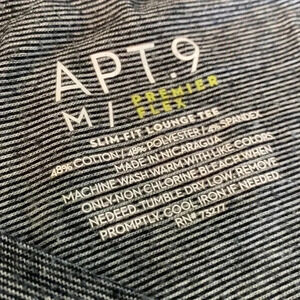 APT.9
M / PREMIER FLEX
SLIM FIT LOUNGE TEE
48% COTTON / 48% POLYESTER / 4% SPANDEX
MADE IN NICARAGUA
MACHINE WASH WARM WITH LIKE COLORS
ONLY-NON CHLORINE BLEACH WHEN
NEDEED. TUMBLE DRY LOW. REMOVE
PROMPTLY. COOL IRON IF NEEDED
RN# 73277